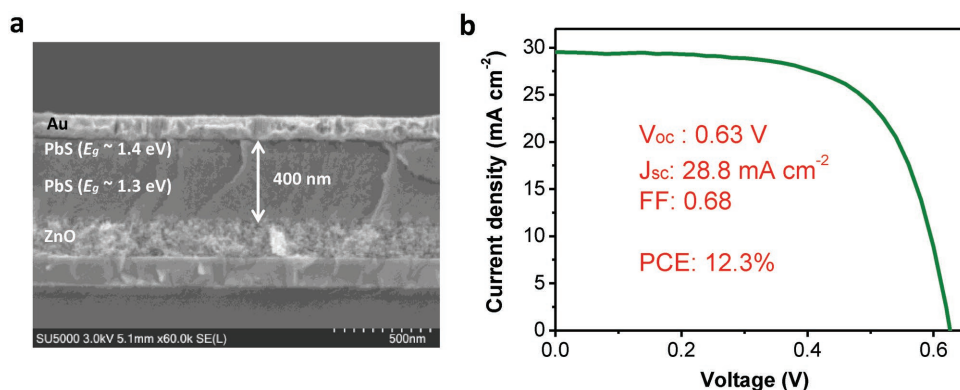 a
Au
PbS (Eg ~ 1.4 eV)
PbS (Eg ~ 1.3 eV)
400 nm
ZnO
SU5000 3.0kV 5.1mm x60.0k SE(L)
500nm
b
Current density (mA cm⁻²)
30
25
20
15
10
5
0
Voc : 0.63 V
Jsc: 28.8 mA cm⁻²
FF: 0.68
PCE: 12.3%
0.0 0.2 0.4 0.6
Voltage (V)